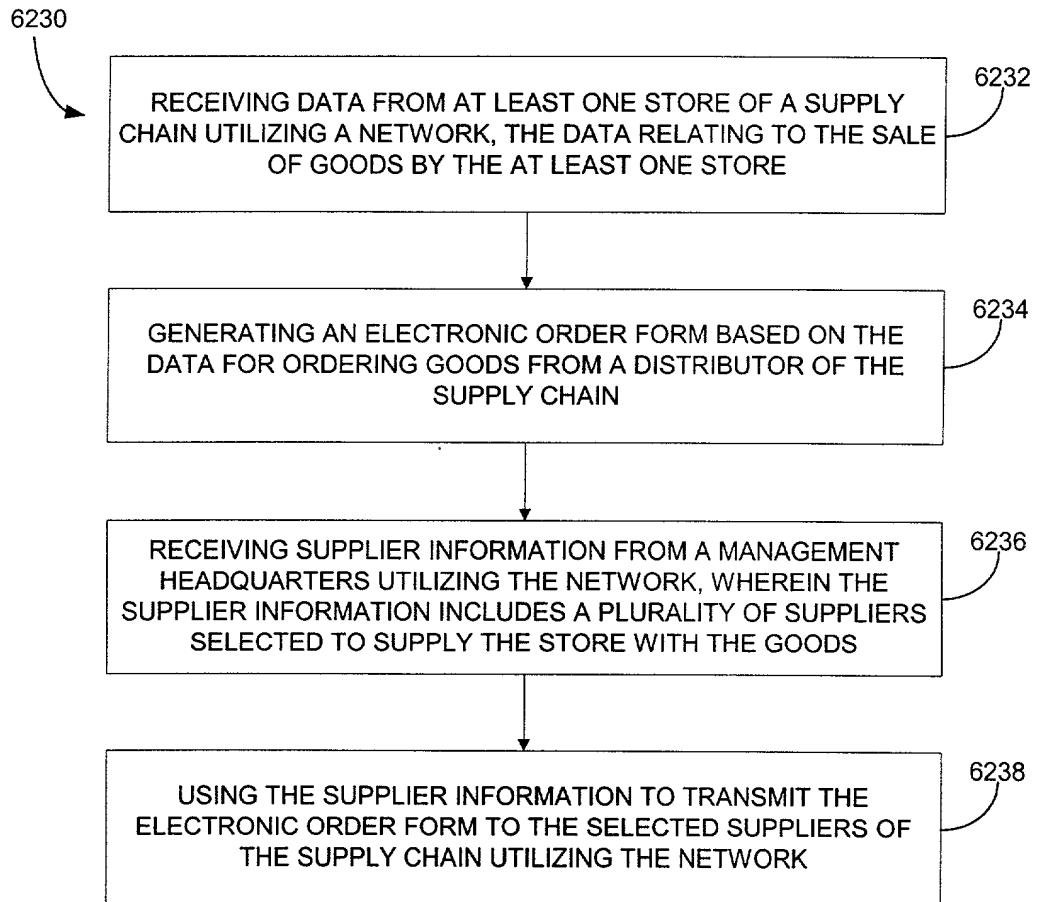 6230
RECEIVING DATA FROM AT LEAST ONE STORE OF A SUPPLY
CHAIN UTILIZING A NETWORK, THE DATA RELATING TO THE SALE
OF GOODS BY THE AT LEAST ONE STORE
6232
GENERATING AN ELECTRONIC ORDER FORM BASED ON THE
DATA FOR ORDERING GOODS FROM A DISTRIBUTOR OF THE
SUPPLY CHAIN
6234
RECEIVING SUPPLIER INFORMATION FROM A MANAGEMENT
HEADQUARTERS UTILIZING THE NETWORK, WHEREIN THE
SUPPLIER INFORMATION INCLUDES A PLURALITY OF SUPPLIERS
SELECTED TO SUPPLY THE STORE WITH THE GOODS
6236
USING THE SUPPLIER INFORMATION TO TRANSMIT THE
ELECTRONIC ORDER FORM TO THE SELECTED SUPPLIERS OF
THE SUPPLY CHAIN UTILIZING THE NETWORK
6238